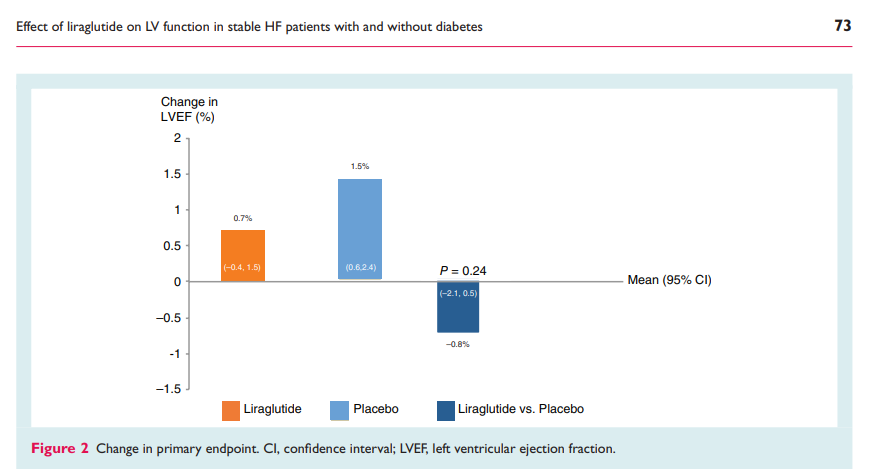 Effect of liraglutide on LV function in stable HF patients with and without diabetes 73
Change in
LVEF (%)
2
1.5
1
0.5
0
−0.5
-1
−1.5
1.5%
0.7%
(−0.4, 1.5)
(0.6,2.4)
P = 0.24
Mean (95% CI)
(−2.1, 0.5)
−0.8%
Liraglutide Placebo Liraglutide vs. Placebo
Figure 2 Change in primary endpoint. CI, confidence interval; LVEF, left ventricular ejection fraction.